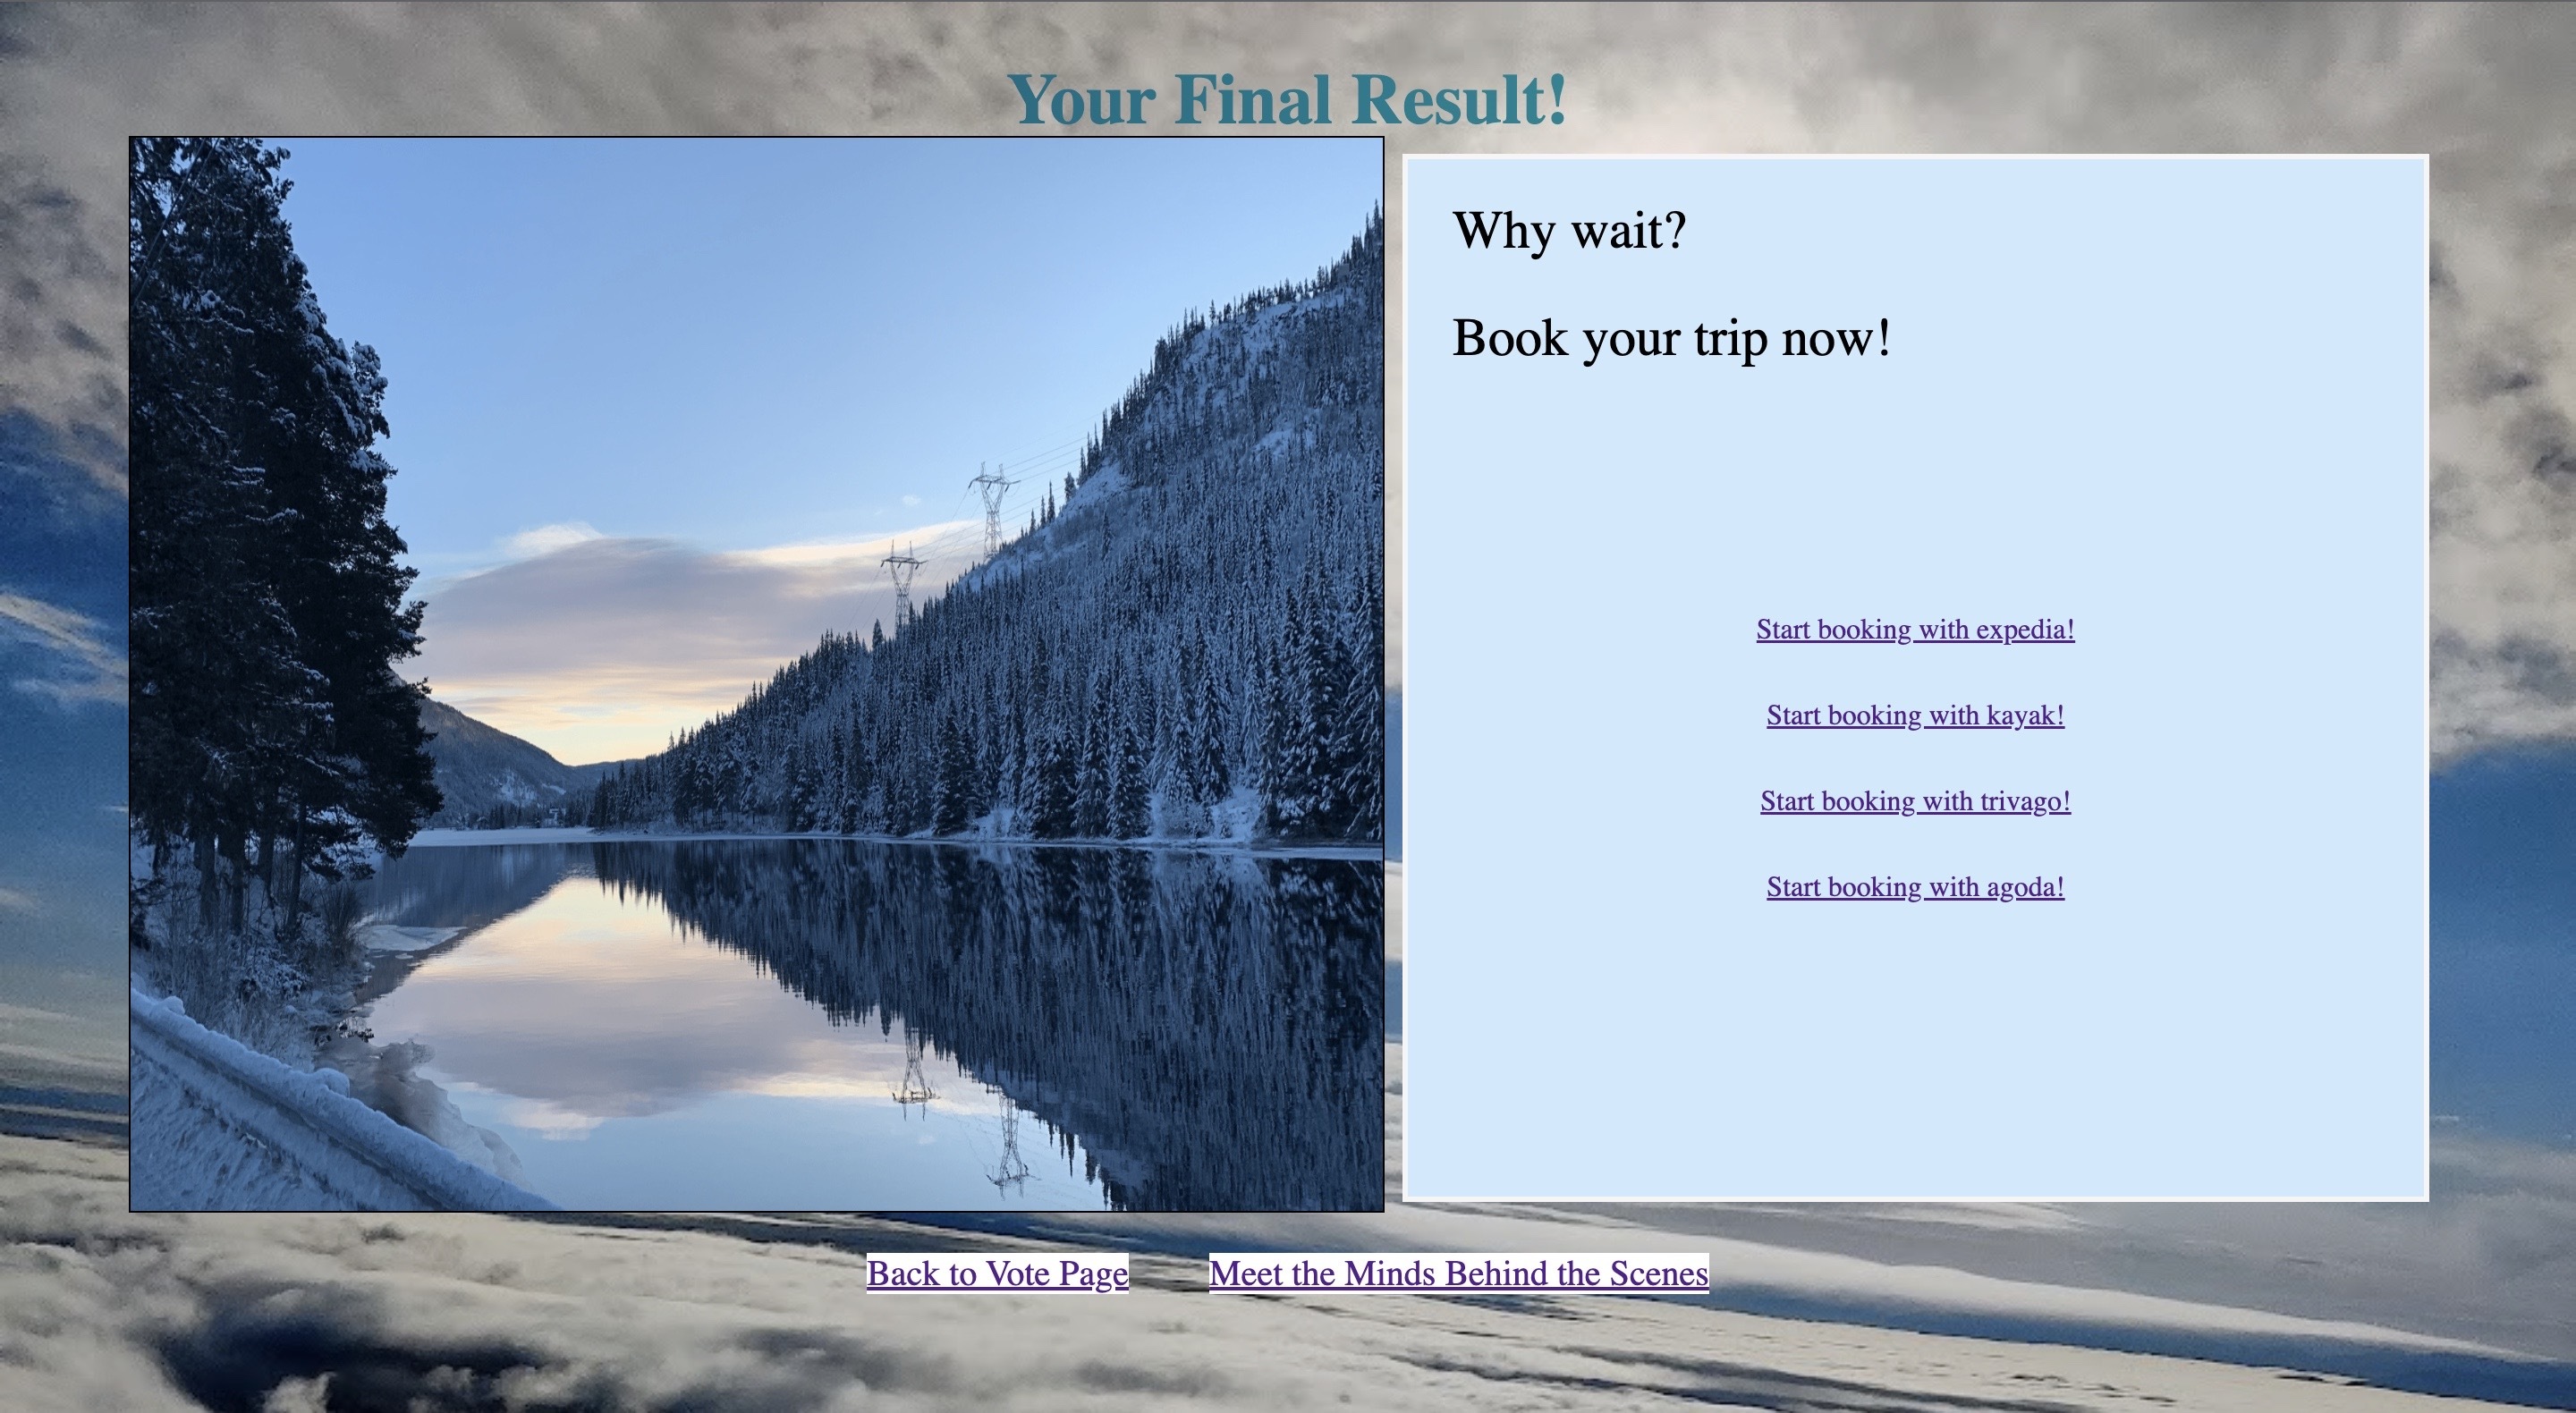 Your Final Result!
Why wait?
Book your trip now!
Start booking with expedia!
Start booking with kayak!
Start booking with trivago!
Start booking with agoda!
Back to Vote Page
Meet the Minds Behind the Scenes